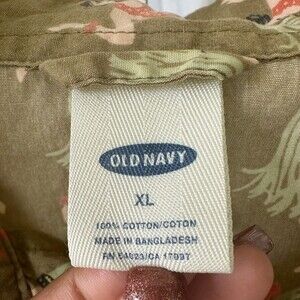 OLD NAVY
XL
100% COTTON/COTON
MADE IN BANGLADESH
RN 54023/CA 17897